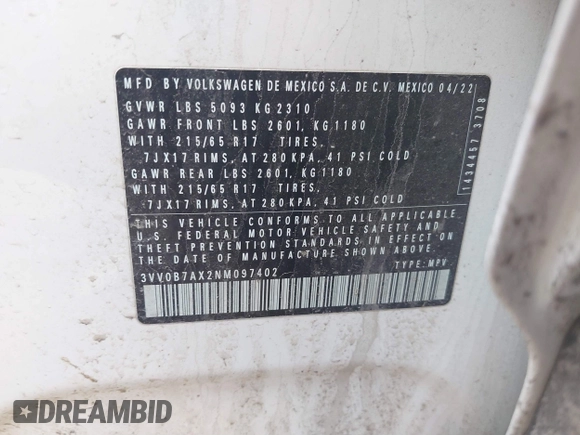 MFD BY VOLKSWAGEN DE MEXICO S.A. DE C.V. MEXICO 04/22
GVWR LBS 5093 KG 2310
GAWR FRONT LBS 2601, KG 1180
WITH 215/65 R17 TIRES,
7JX17 RIMS, AT 280 KPA, 41 PSI COLD
GAWR REAR LBS 2601, KG 1180
WITH 215/65 R17 TIRES,
7JX17 RIMS, AT 280 KPA, 41 PSI COLD
THIS VEHICLE CONFORMS TO ALL APPLICABLE
U.S. FEDERAL MOTOR VEHICLE SAFETY AND
THEFT PREVENTION STANDARDS IN EFFECT ON
THE DATE OF MANUFACTURE SHOWN ABOVE.
3VV0B7AX2NM097402 TYPE: MPV
1434457 3708
DREAMBID